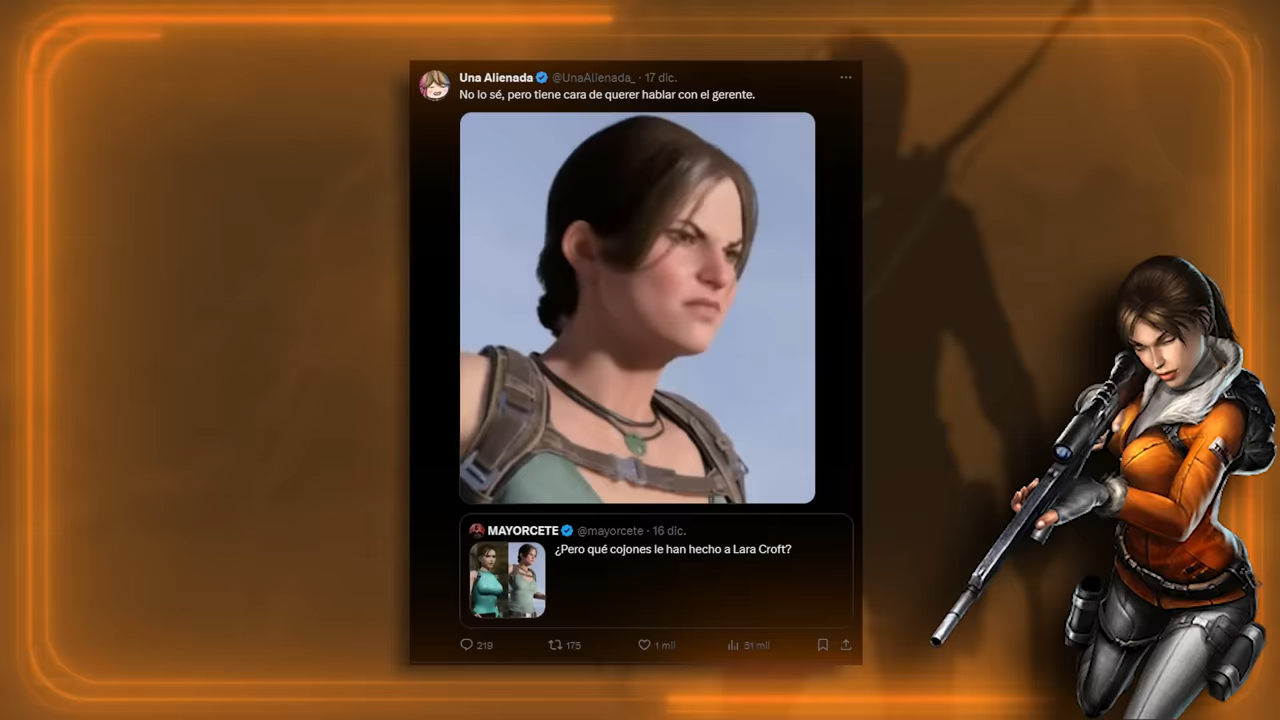 Una Alienada @UnaAlienada_ · 17 dic.
No lo sé, pero tiene cara de querer hablar con el gerente.
MAYORCETE @mayorcete · 16 dic.
¿Pero qué cojones le han hecho a Lara Croft?
219 175 1 mil 51 mil